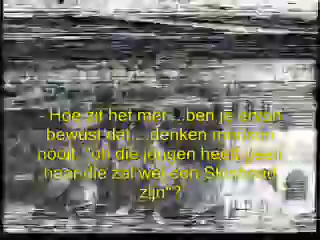 - Hoe zit het met ...ben je ervan
bewust dat ...denken mensen
nooit, "oh die jongen heeft geen
haar die zal wel een Skinhead
zijn"?